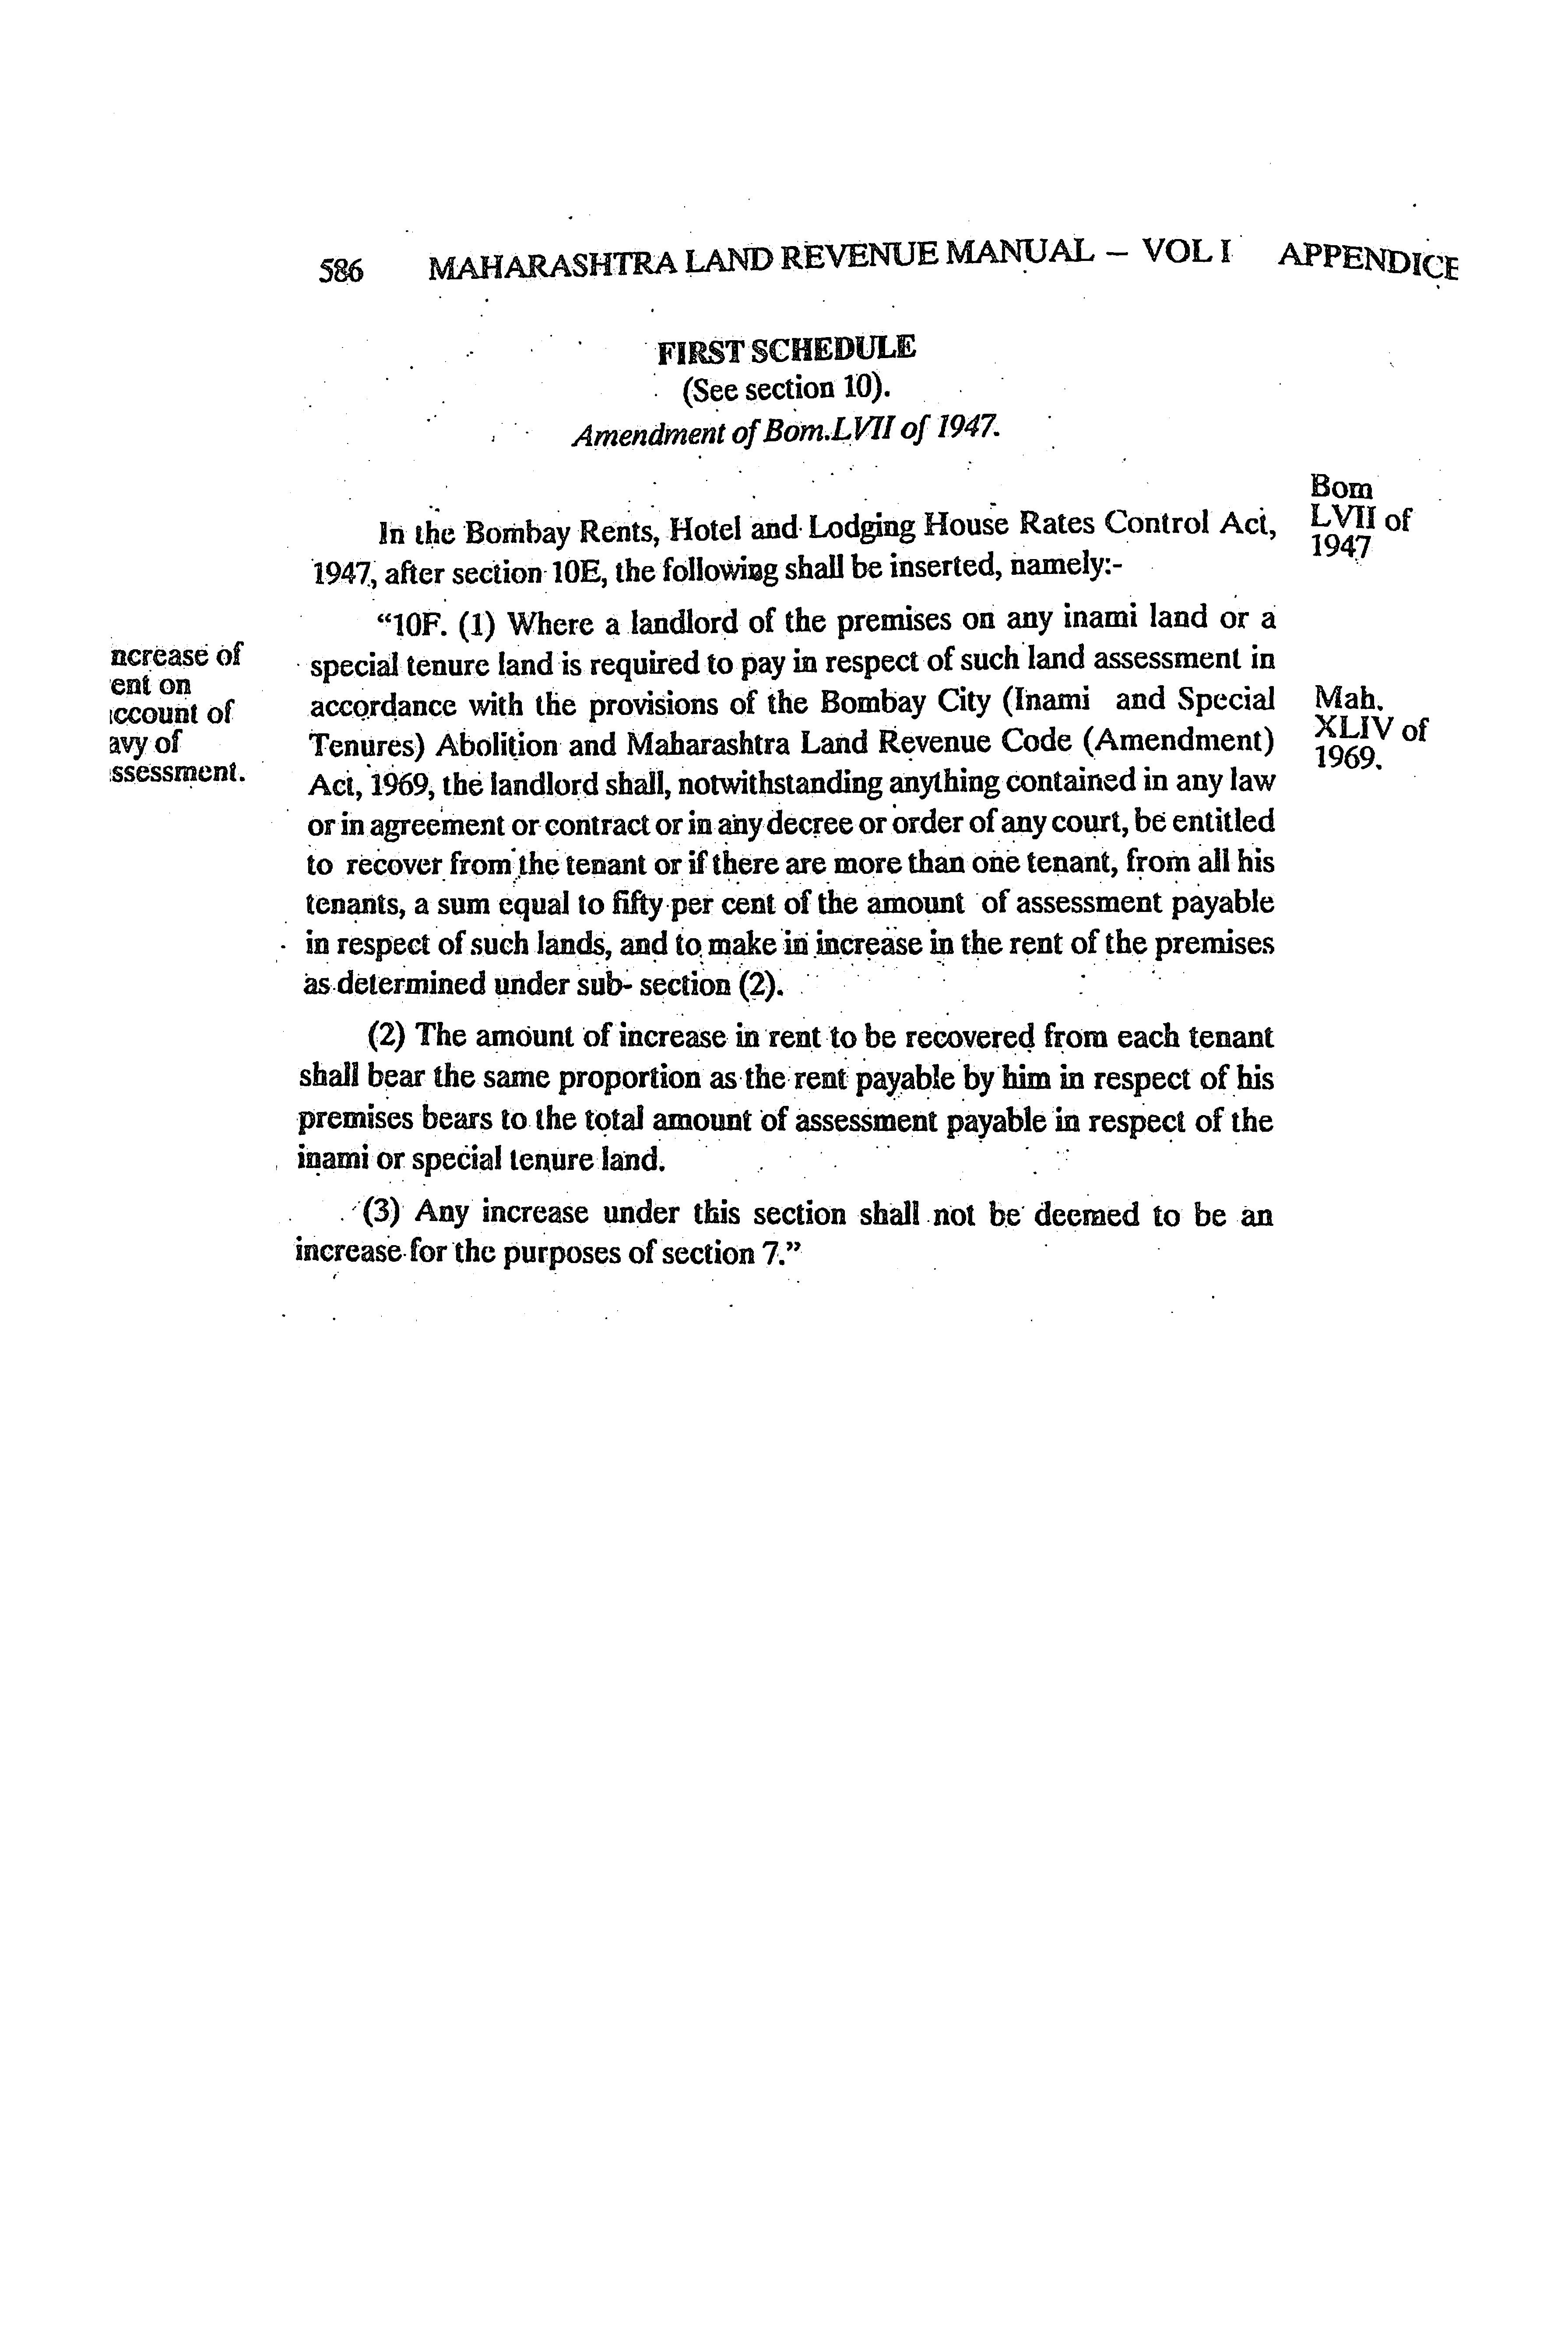 586 MAHARASHTRA LAND REVENUE MANUAL – VOL I APPENDICE
FIRST SCHEDULE
(See section 10).
Amendment of Bom.LVII of 1947.
In the Bombay Rents, Hotel and Lodging House Rates Control Act,
1947, after section 10E, the following shall be inserted, namely:-
Bom
LVII of
1947
ncrease of
ent on
ccount of
avy of
ssessment.
“10F. (1) Where a landlord of the premises on any inami land or a
special tenure land is required to pay in respect of such land assessment in
accordance with the provisions of the Bombay City (Inami and Special
Tenures) Abolition and Maharashtra Land Revenue Code (Amendment)
Act, 1969, the landlord shall, notwithstanding anything contained in any law
or in agreement or contract or in any decree or order of any court, be entitled
to recover from the tenant or if there are more than one tenant, from all his
tenants, a sum equal to fifty per cent of the amount of assessment payable
in respect of such lands, and to make in increase in the rent of the premises
as determined under sub- section (2).
Mah.
XLIV of
1969.
(2) The amount of increase in rent to be recovered from each tenant
shall bear the same proportion as the rent payable by him in respect of his
premises bears to the total amount of assessment payable in respect of the
inami or special tenure land.
(3) Any increase under this section shall not be deemed to be an
increase for the purposes of section 7.”